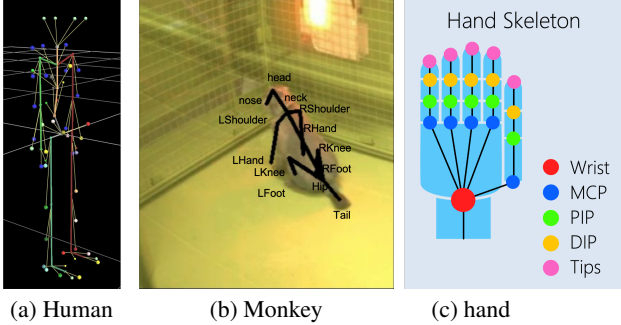 Hand Skeleton
head
nose
neck
LShoulder
RShoulder
RHand
RKnee
LHand
LKnee
RFoot
LFoot
Hip
Tail
Wrist
MCP
PIP
DIP
Tips
(a) Human
(b) Monkey
(c) hand